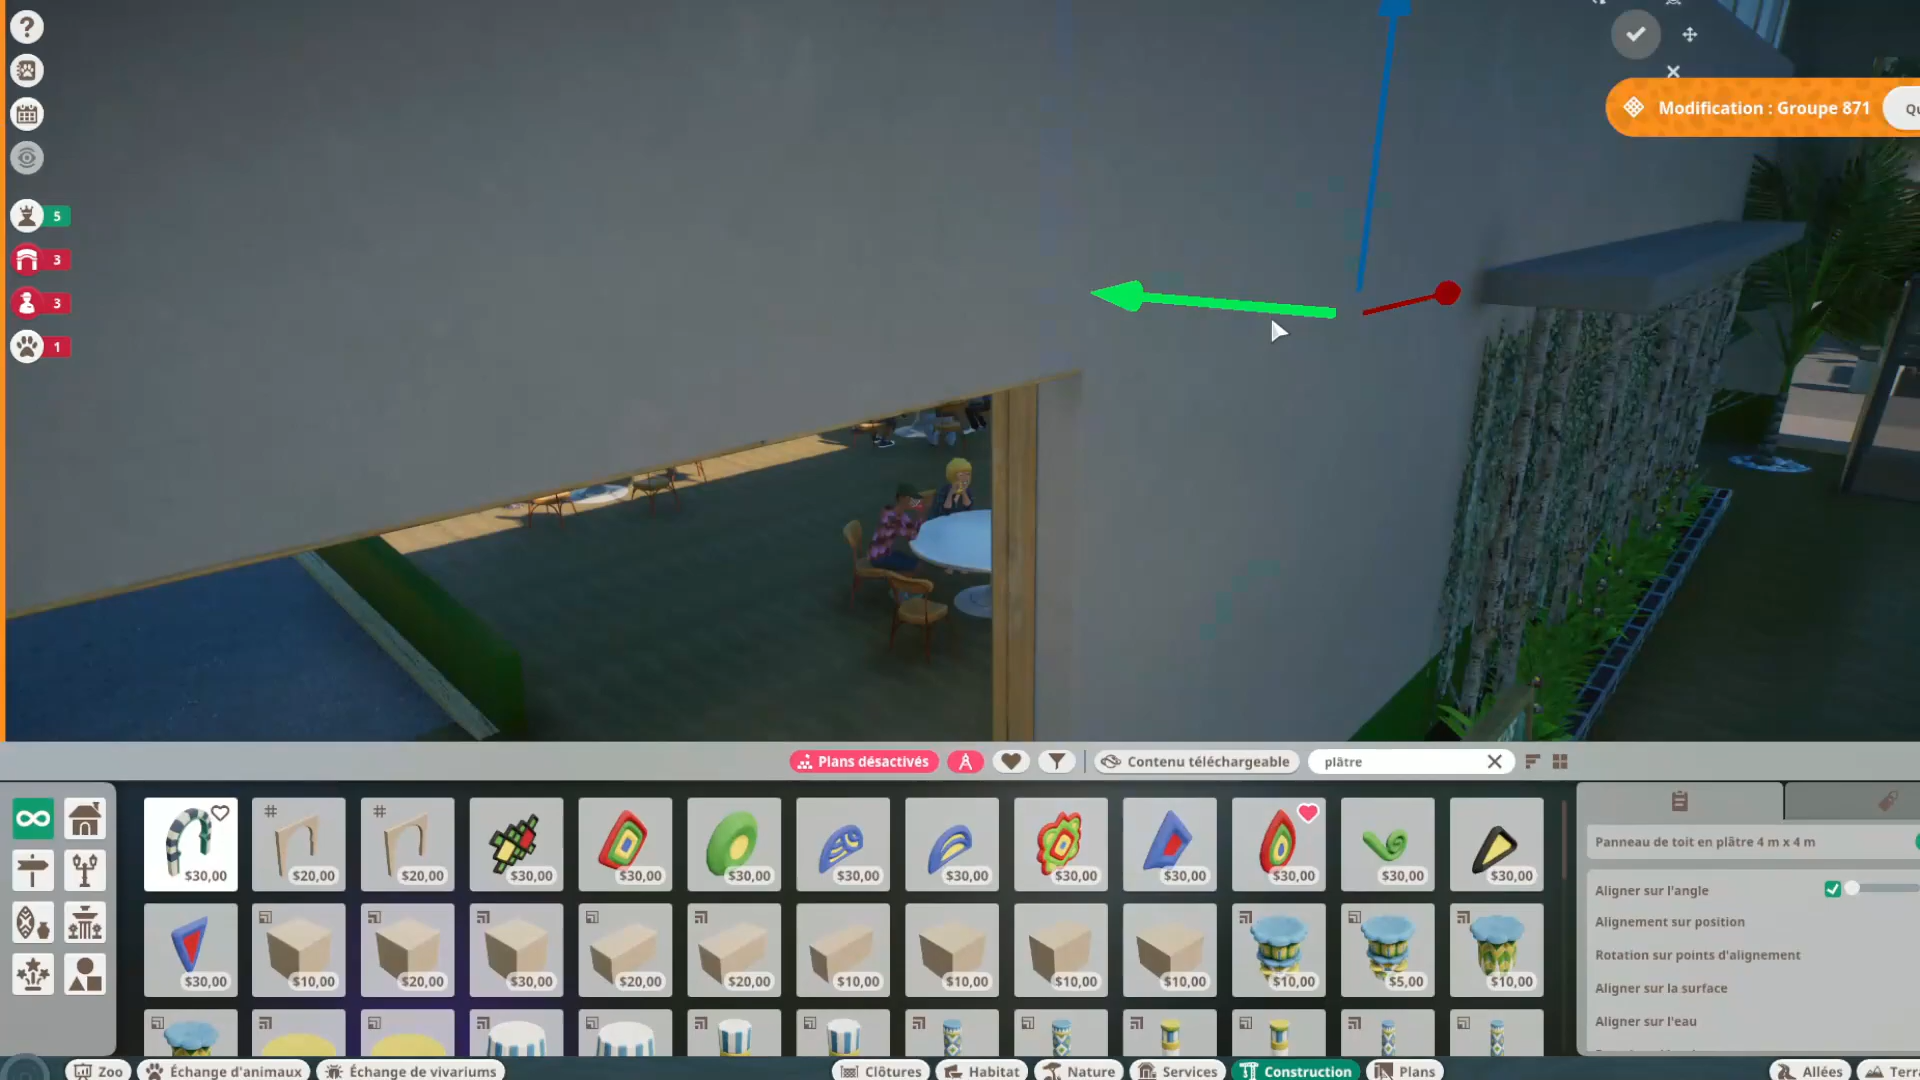 ?
Modification : Groupe 871
Qu
5
3
3
1
Plans désactivés
Contenu téléchargeable
plâtre
$30,00
$20,00
$20,00
$30,00
$30,00
$30,00
$30,00
$30,00
$30,00
$30,00
$30,00
$30,00
$30,00
Panneau de toit en plâtre 4 m x 4 m
Aligner sur l'angle
Alignement sur position
Rotation sur points d'alignement
Aligner sur la surface
Aligner sur l'eau
$30,00
$10,00
$20,00
$30,00
$20,00
$20,00
$10,00
$10,00
$10,00
$10,00
$10,00
$5,00
$10,00
Zoo
Échange d'animaux
Échange de vivariums
Clôtures
Habitat
Nature
Services
Construction
Plans
Allées
Terra